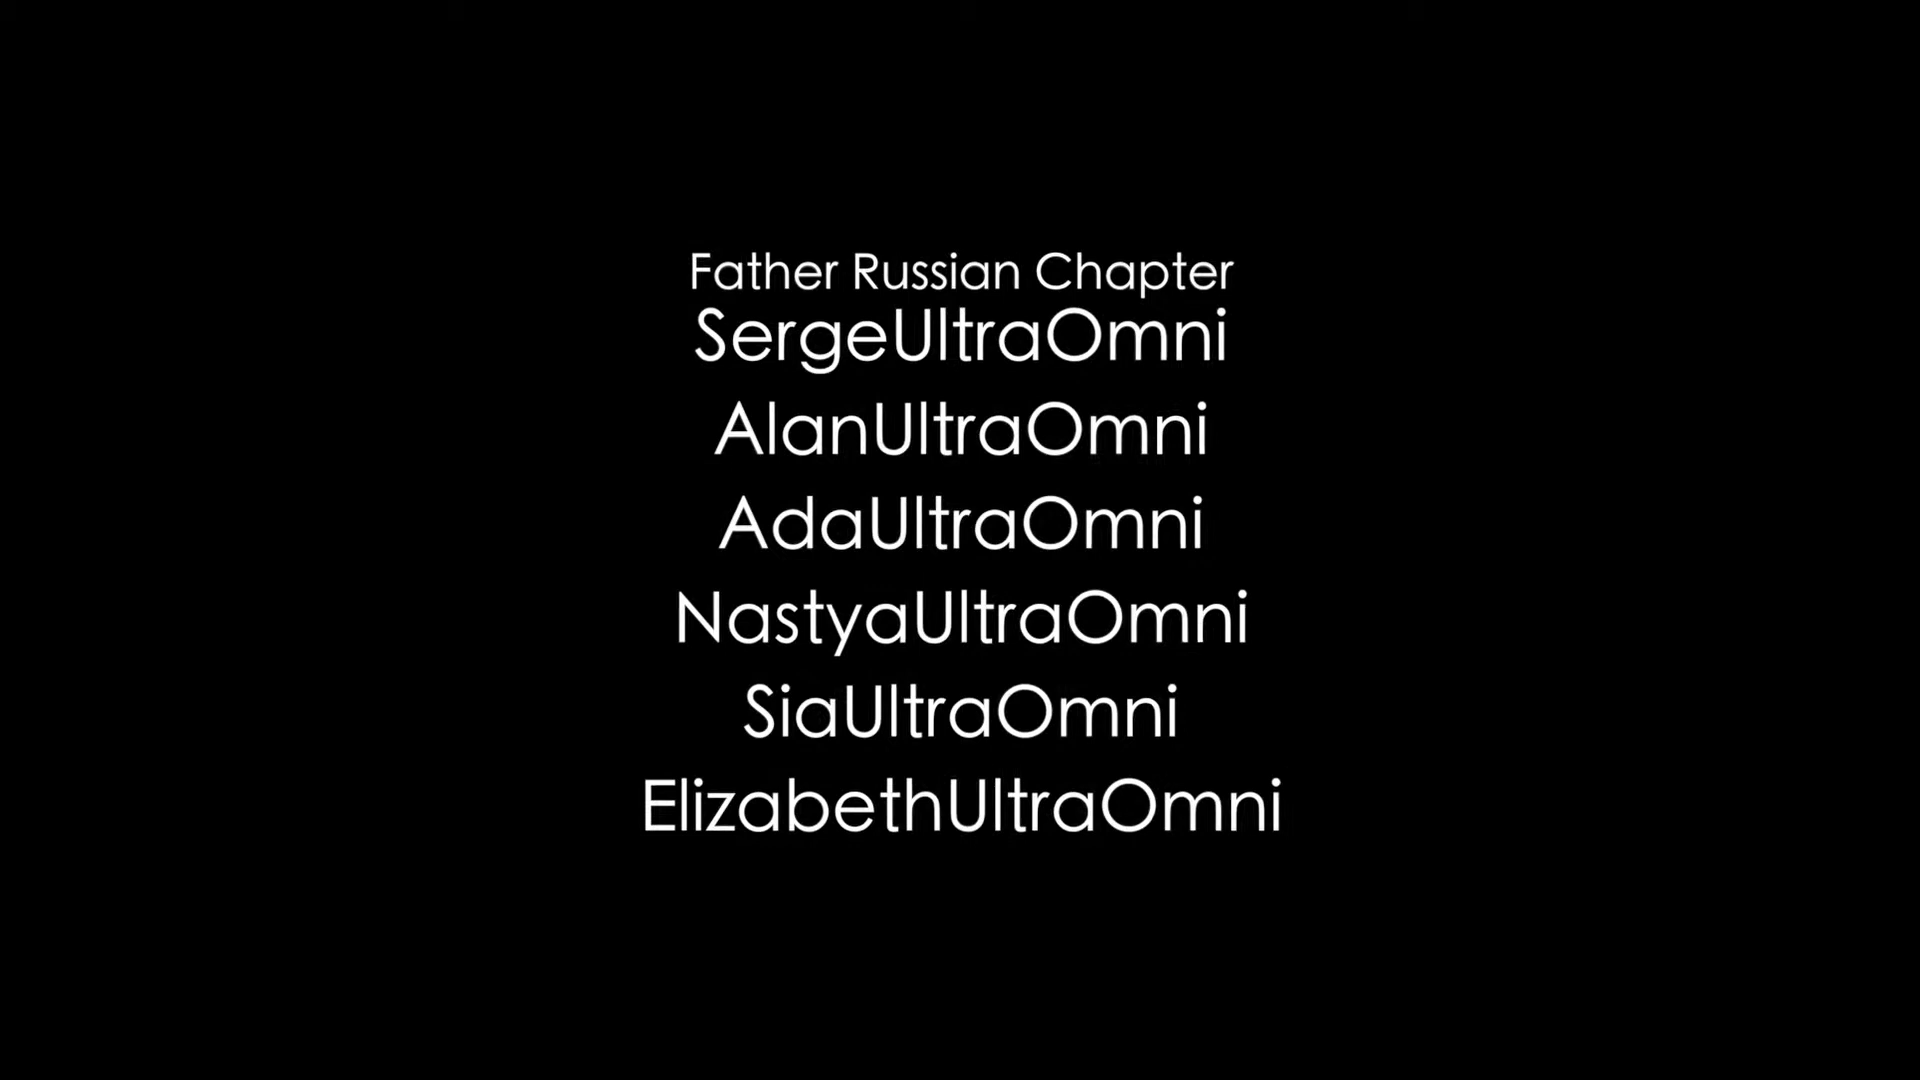 Father Russian Chapter
SergeUltraOmni
AlanUltraOmni
AdaUltraOmni
NastyaUltraOmni
SiaUltraOmni
ElizabethUltraOmni